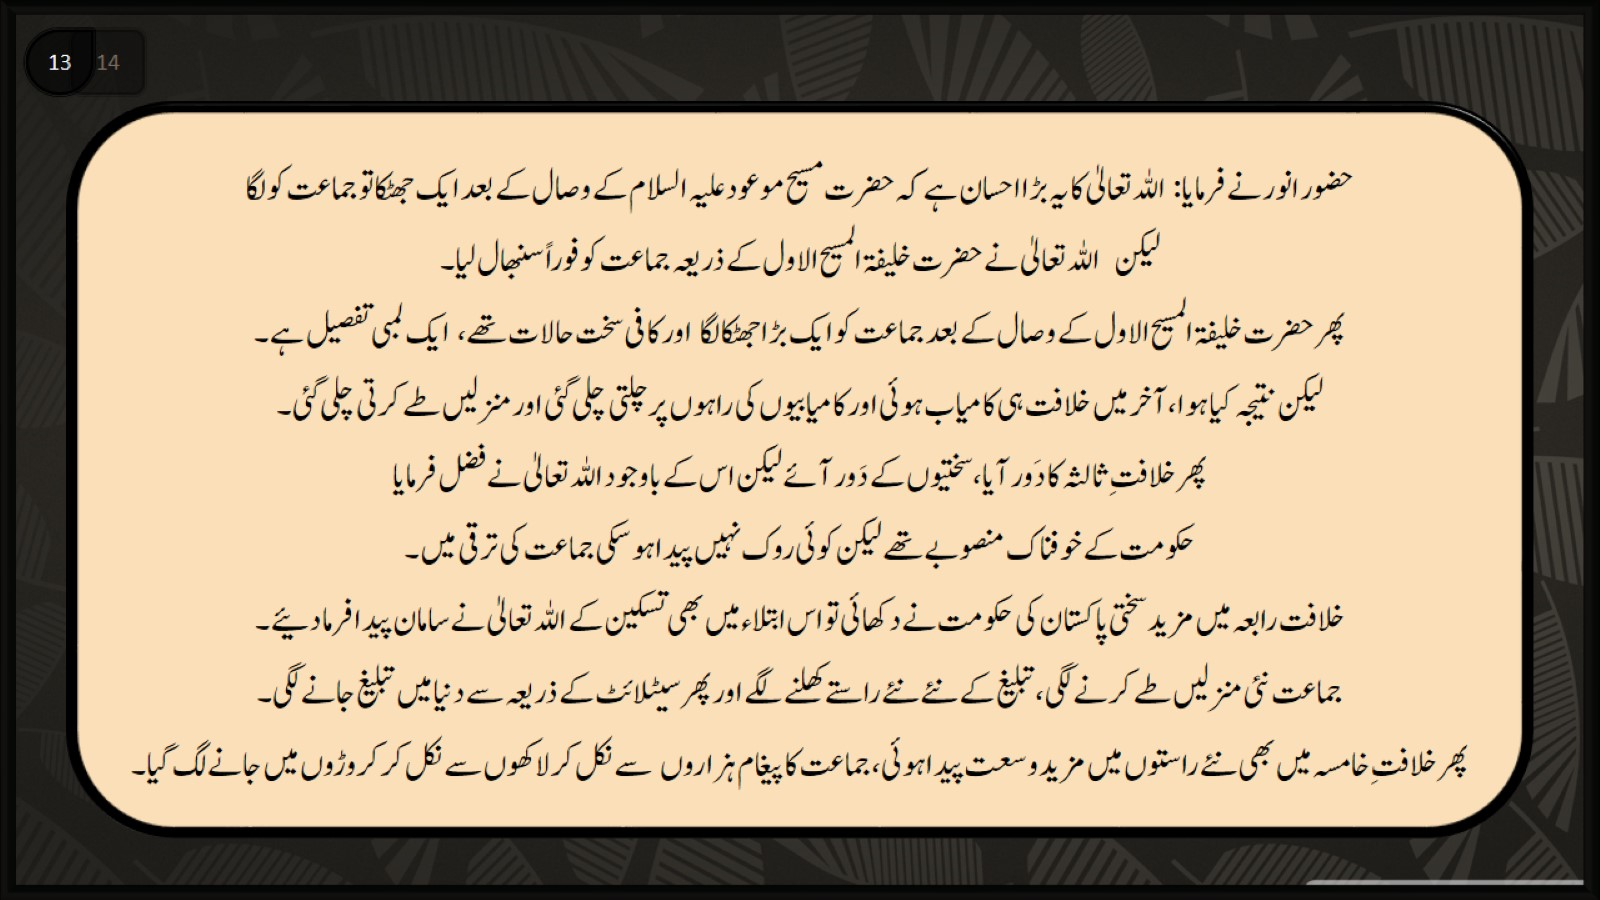 13 14
حضور انور نے فرمایا: اللہ تعالیٰ کا یہ بڑا احسان ہے کہ حضرت مسیح موعود علیہ السلام کے وصال کے بعد ایک جھٹکا تو جماعت کو لگا
لیکن اللہ تعالیٰ نے حضرت خلیفۃ المسیح الاول کے ذریعہ جماعت کو فوراً سنبھال لیا۔
پھر حضرت خلیفۃ المسیح الاول کے وصال کے بعد جماعت کو ایک بڑا جھٹکا لگا اور کافی سخت حالات تھے، ایک لمبی تفصیل ہے۔
لیکن نتیجہ کیا ہوا، آخر میں خلافت ہی کامیاب ہوئی اور کامیابیوں کی راہوں پر چلتی چلی گئی اور منزلیں طے کرتی چلی گئی۔
پھر خلافتِ ثالثہ کا دَور آیا، سختیوں کے دَور آئے لیکن اس کے باوجود اللہ تعالیٰ نے فضل فرمایا
حکومت کے خوفناک منصوبے تھے لیکن کوئی روک نہیں پیدا ہو سکی جماعت کی ترقی میں۔
خلافت رابعہ میں مزید سختی پاکستان کی حکومت نے دکھائی تو اس ابتلاء میں بھی تسکین کے اللہ تعالیٰ نے سامان پیدا فرما دیئے۔
جماعت نئی منزلیں طے کرنے لگی، تبلیغ کے نئے نئے راستے کھلنے لگے اور پھر سیٹلائٹ کے ذریعہ سے دنیا میں تبلیغ جانے لگی۔
پھر خلافتِ خامسہ میں بھی نئے راستوں میں مزید وسعت پیدا ہوئی، جماعت کا پیغام ہزاروں سے نکل کر لاکھوں سے نکل کر کروڑوں میں جانے لگ گیا۔